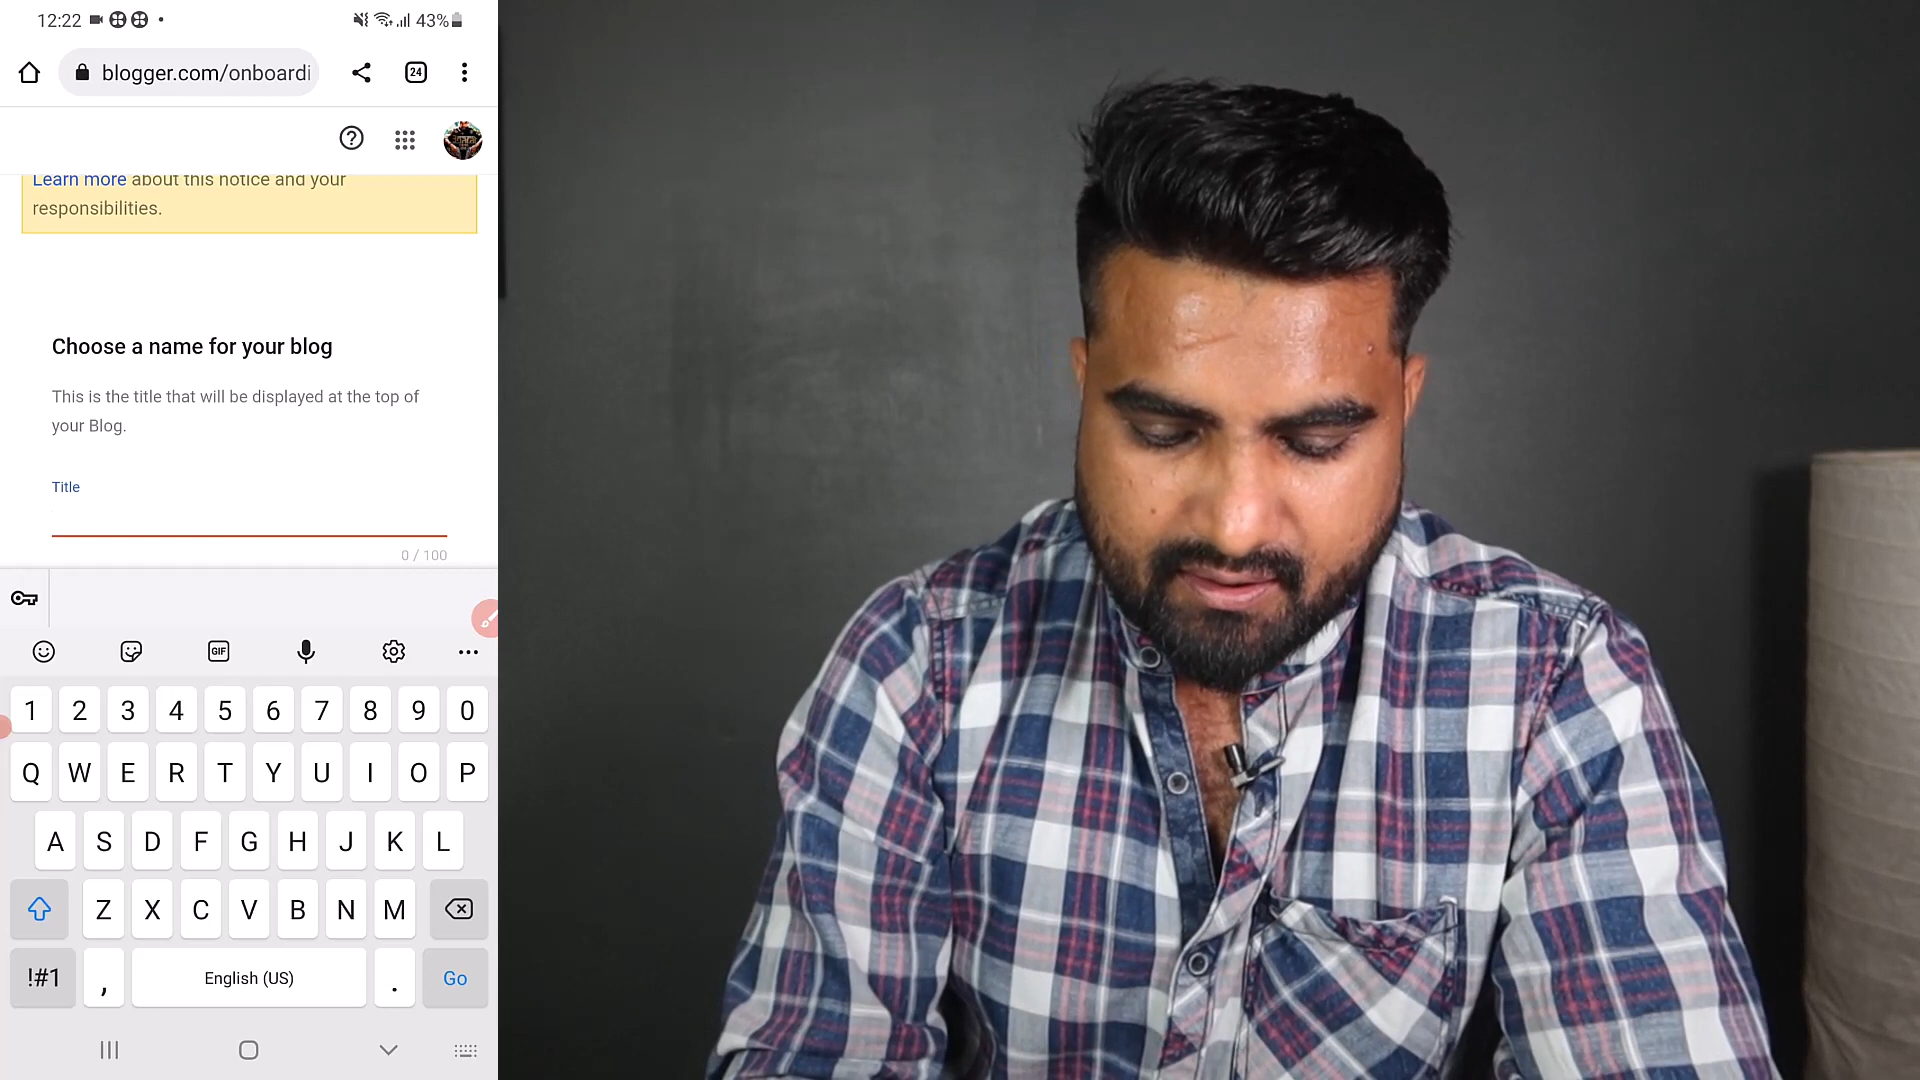 12:22
43%
blogger.com/onboardi
24
Learn more about this notice and your
responsibilities.
Choose a name for your blog
This is the title that will be displayed at the top of
your Blog.
Title
0 / 100
GIF
1 2 3 4 5 6 7 8 9 0
Q W E R T Y U I O P
A S D F G H J K L
Z X C V B N M
!#1 , English (US) . Go